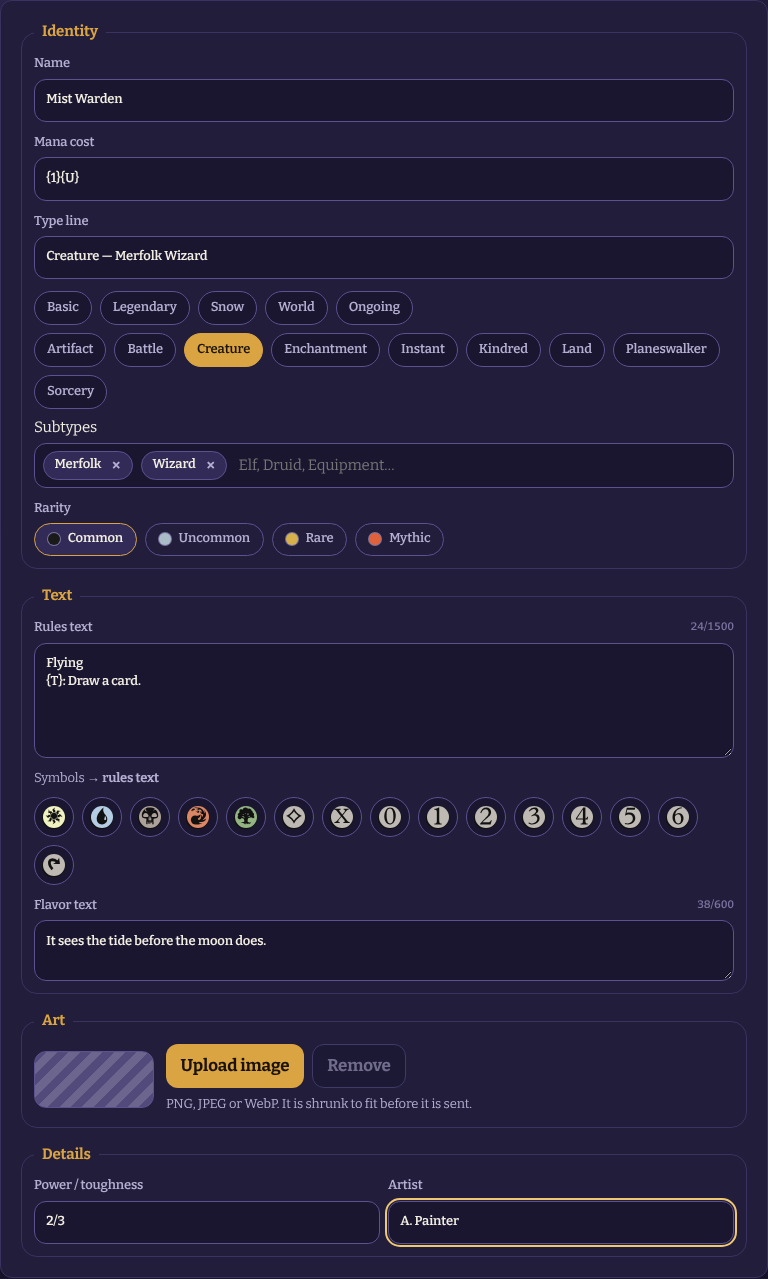 Identity
Name
Mist Warden
Mana cost
{1}{U}
Type line
Creature — Merfolk Wizard
Basic Legendary Snow World Ongoing
Artifact Battle Creature Enchantment Instant Kindred Land Planeswalker
Sorcery
Subtypes
Merfolk × Wizard × Elf, Druid, Equipment...
Rarity
Common Uncommon Rare Mythic
Text
Rules text 24/1500
Flying
{T}: Draw a card.
Symbols → rules text
X 0 1 2 3 4 5 6
Flavor text 38/600
It sees the tide before the moon does.
Art
Upload image Remove
PNG, JPEG or WebP. It is shrunk to fit before it is sent.
Details
Power / toughness Artist
2/3 A. Painter